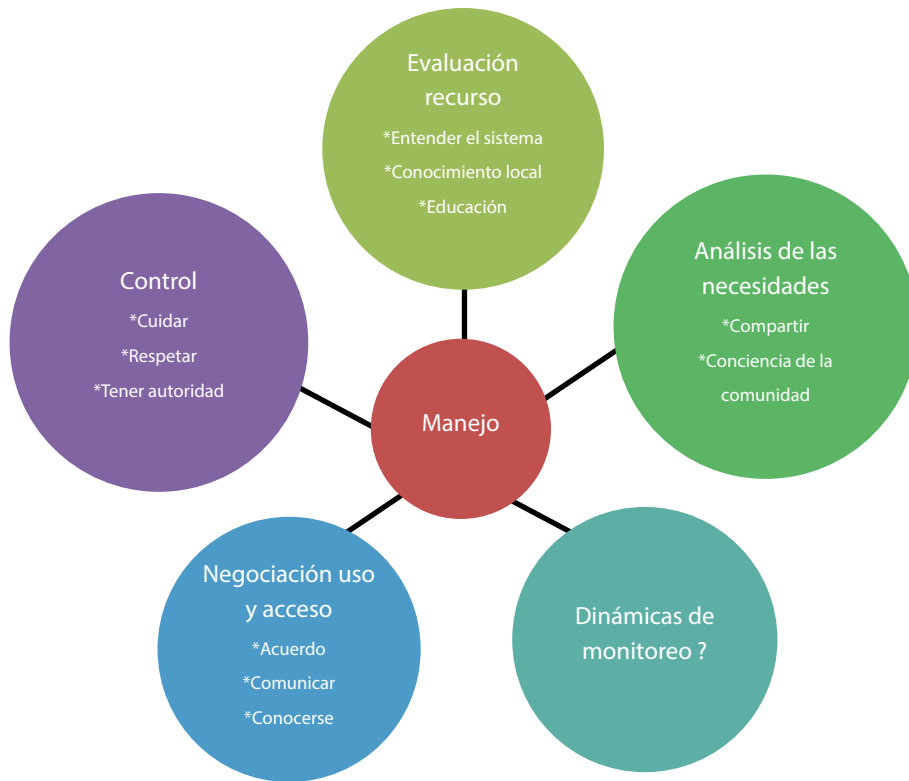 Evaluación
recurso
*Entender el sistema
*Conocimiento local
*Educación
Análisis de las
necesidades
*Compartir
*Conciencia de la
comunidad
Control
*Cuidar
*Respetar
*Tener autoridad
Manejo
Negociación uso
y acceso
*Acuerdo
*Comunicar
*Conocerse
Dinámicas de
monitoreo ?